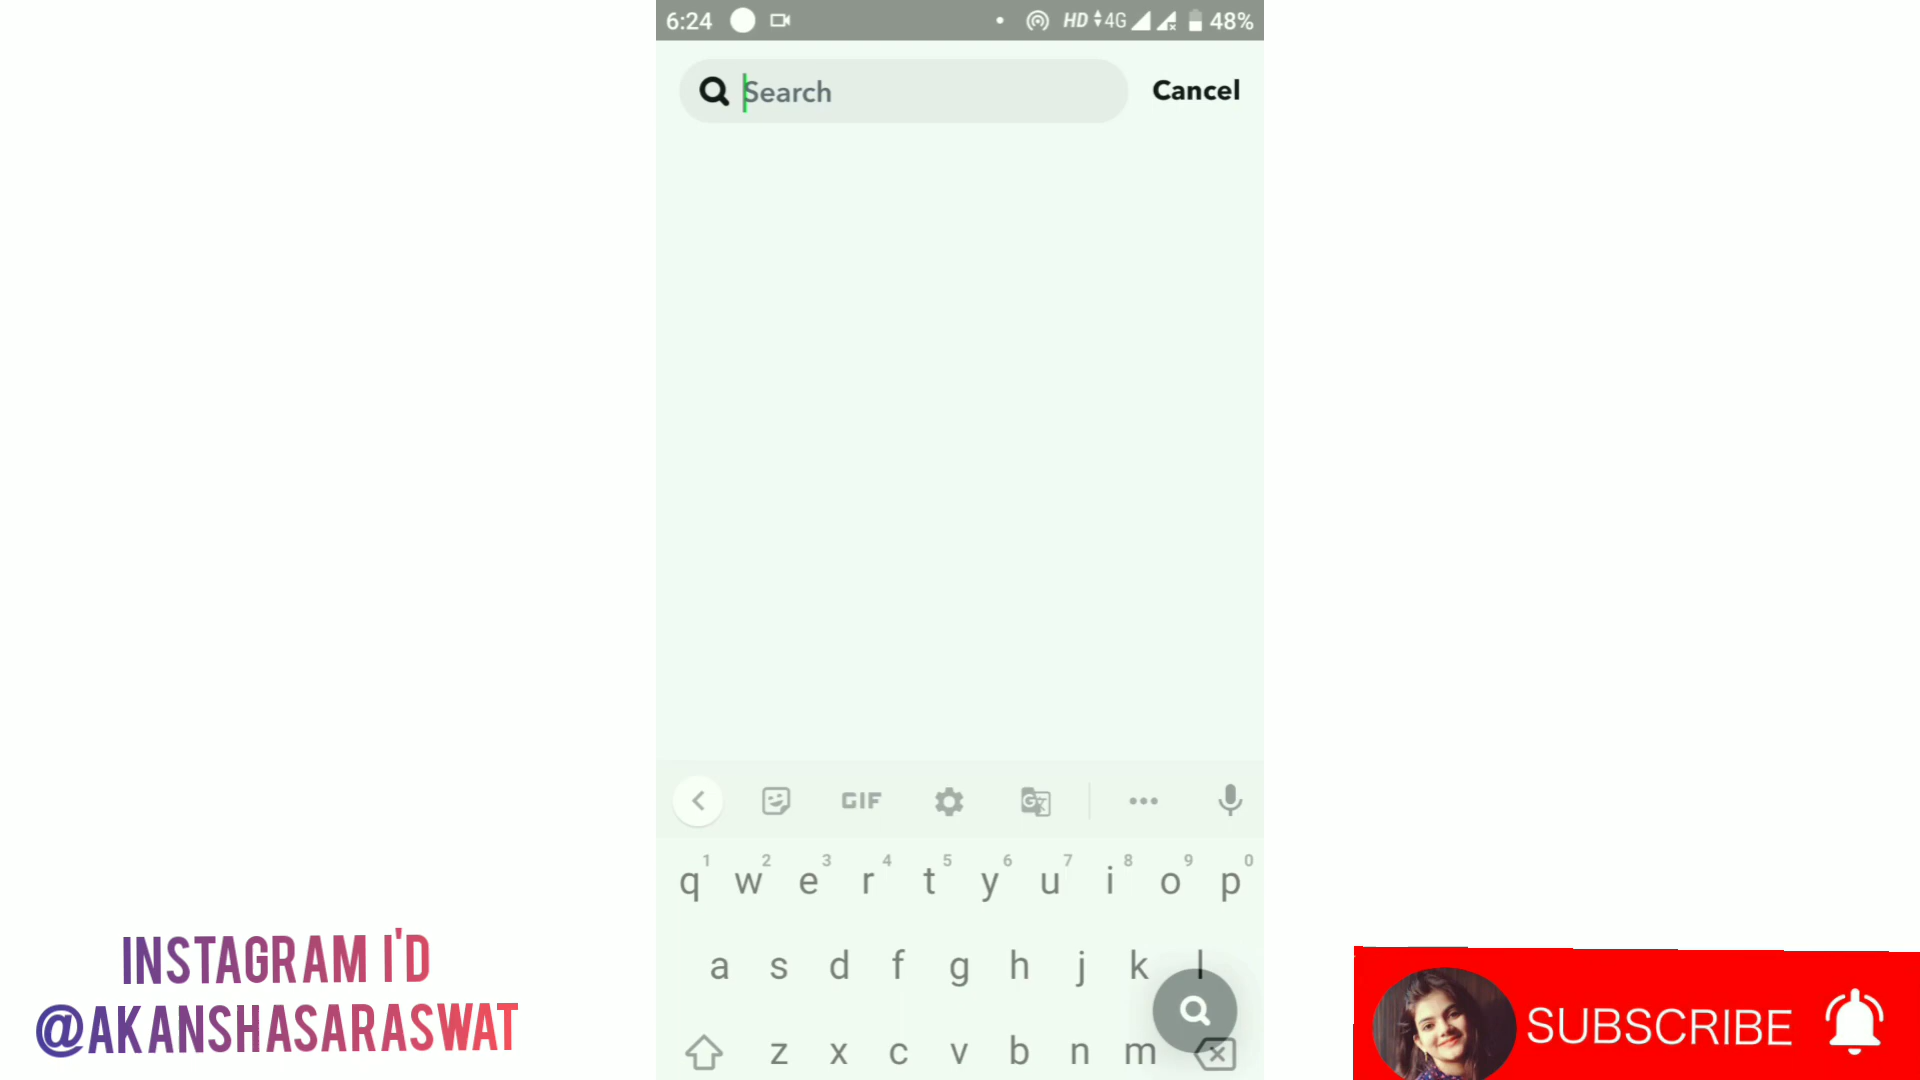 6:24 HD 4G 48%
Search Cancel
GIF
1 2 3 4 5 6 7 8 9 0
q w e r t y u i o p
a s d f g h j k l
z x c v b n m
INSTAGRAM I'D
@AKANSHASARASWAT
SUBSCRIBE